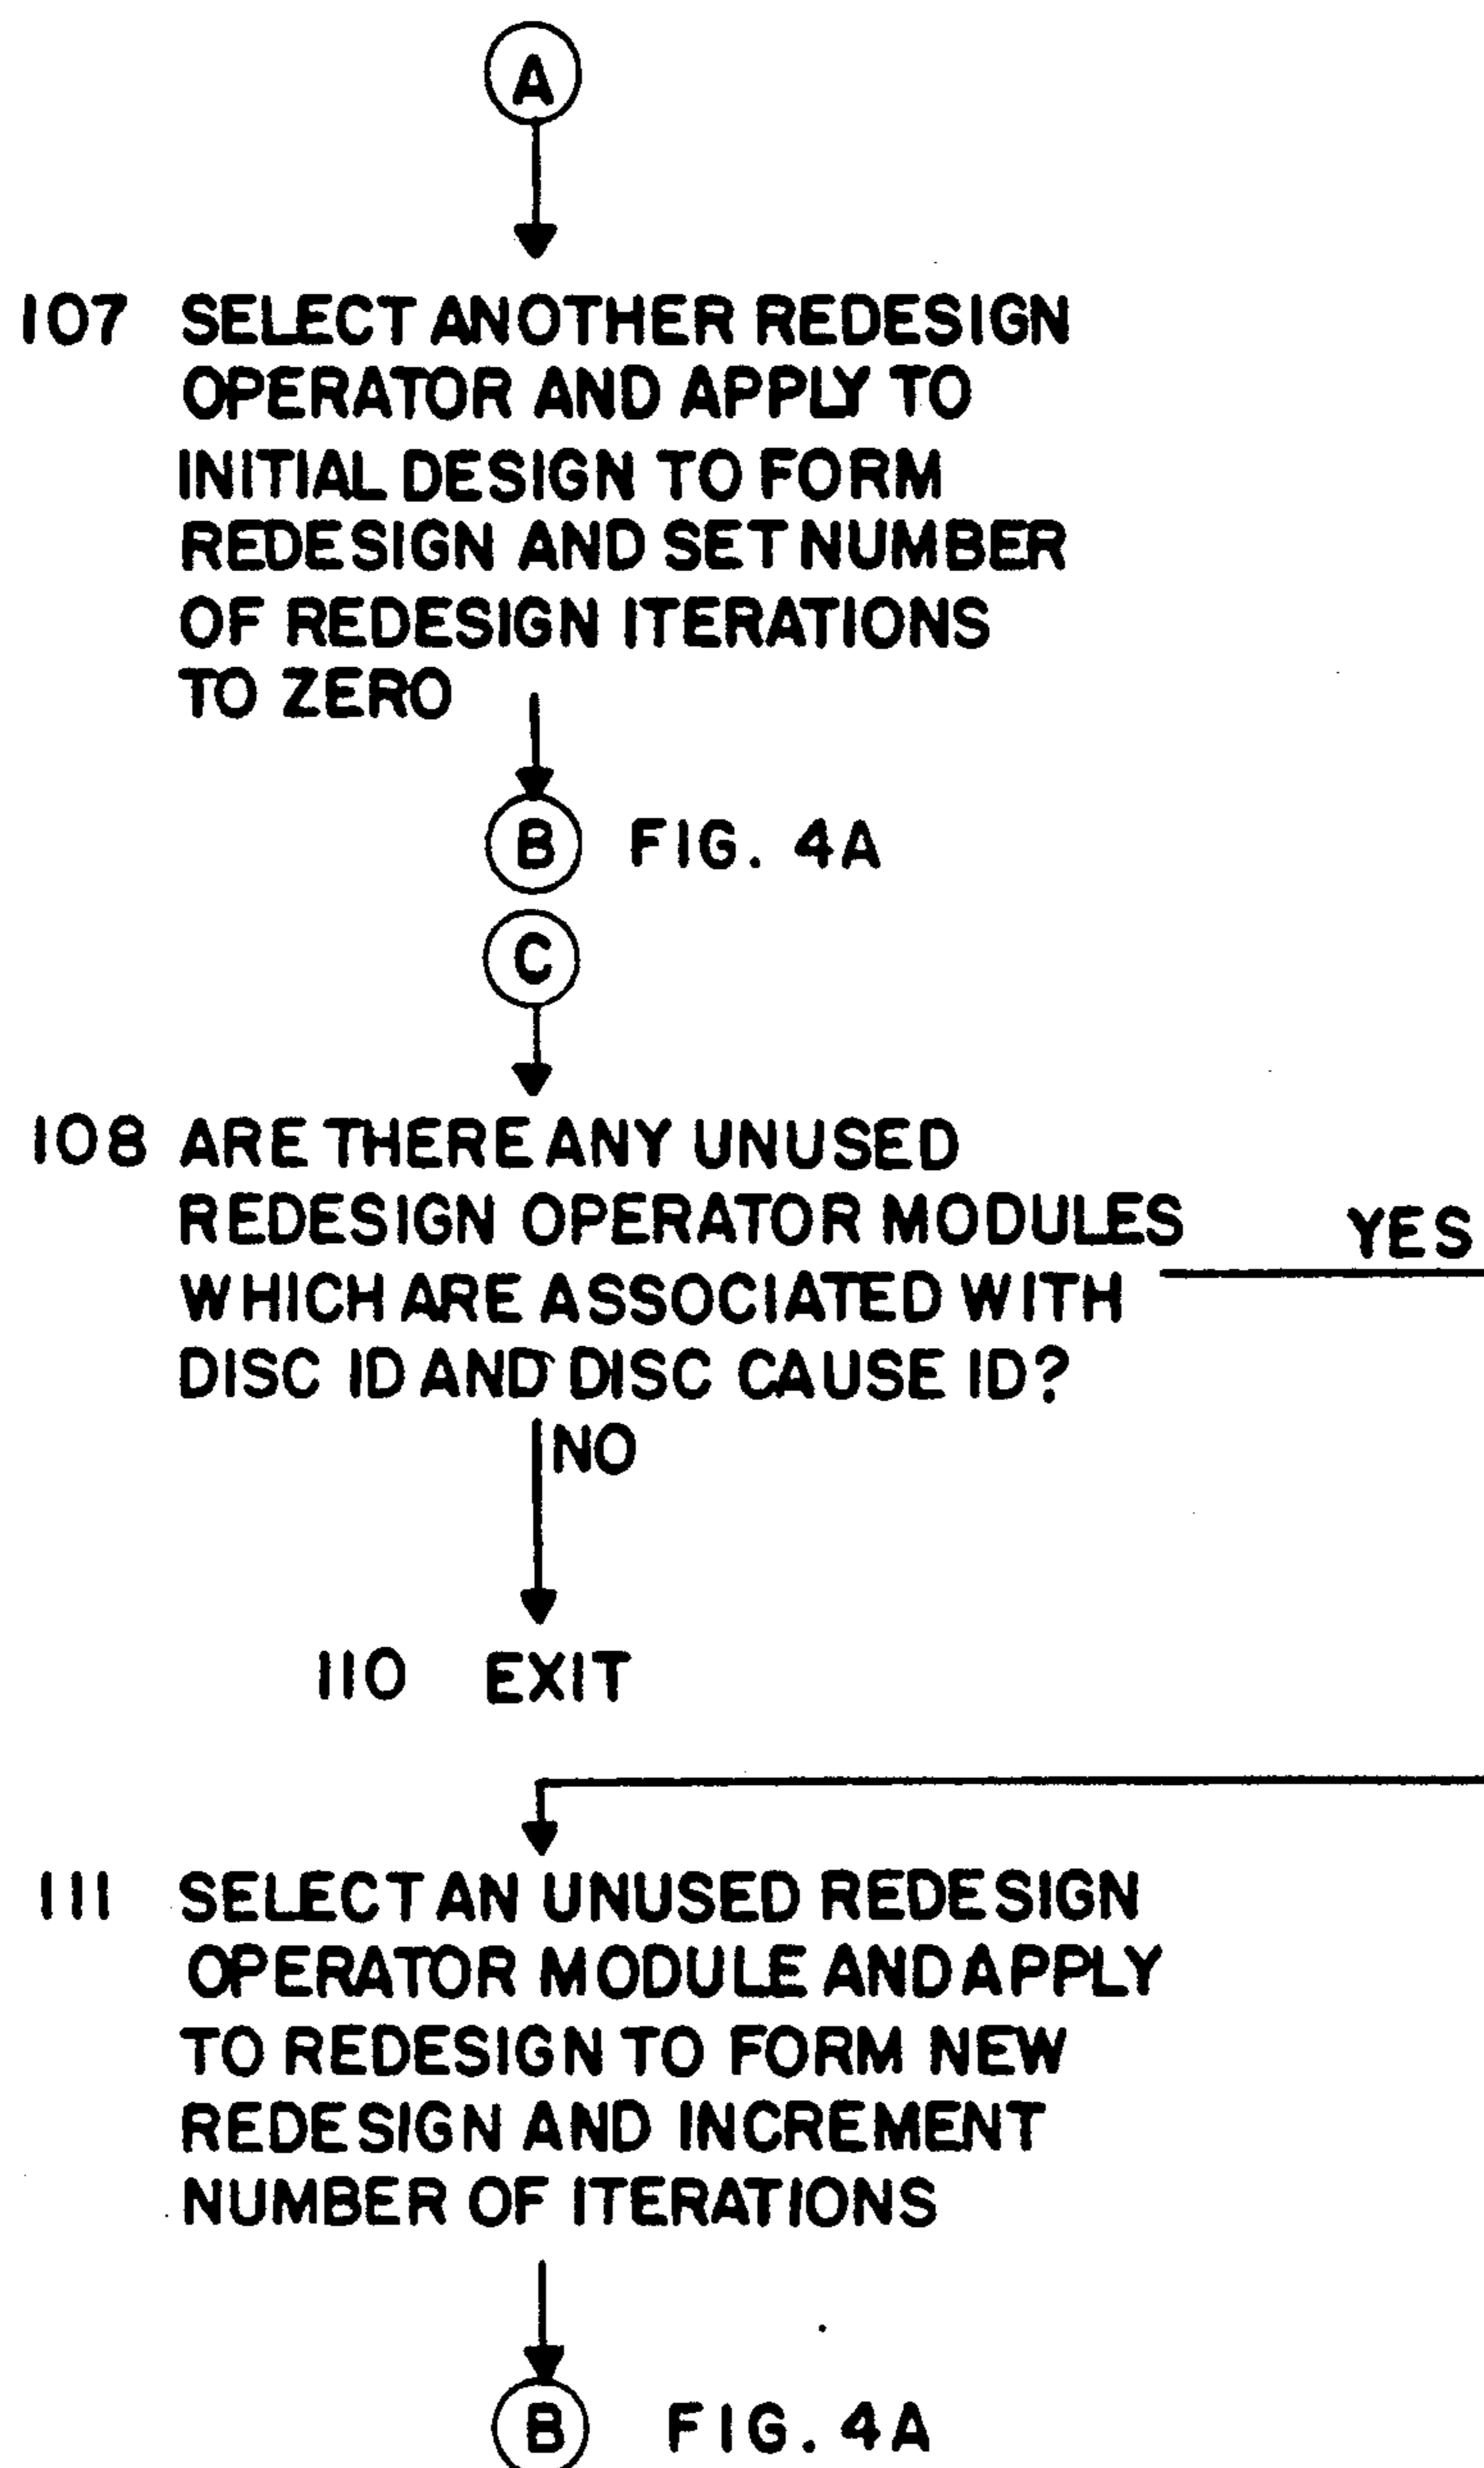 A
107 SELECT ANOTHER REDESIGN
OPERATOR AND APPLY TO
INITIAL DESIGN TO FORM
REDESIGN AND SET NUMBER
OF REDESIGN ITERATIONS
TO ZERO
B FIG. 4A
C
108 ARE THERE ANY UNUSED
REDESIGN OPERATOR MODULES
YES
WHICH ARE ASSOCIATED WITH
DISC ID AND DISC CAUSE ID?
NO
110 EXIT
111 SELECT AN UNUSED REDESIGN
OPERATOR MODULE AND APPLY
TO REDESIGN TO FORM NEW
REDESIGN AND INCREMENT
NUMBER OF ITERATIONS
B FIG. 4A